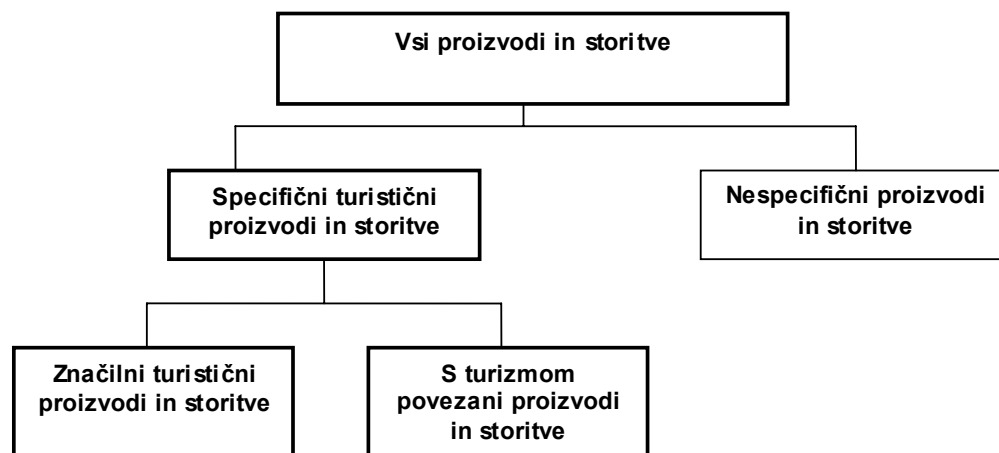 Vsi proizvodi in storitve
Specifični turistični
proizvodi in storitve
Nespecifični proizvodi
in storitve
Značilni turistični
proizvodi in storitve
S turizmom
povezani proizvodi
in storitve